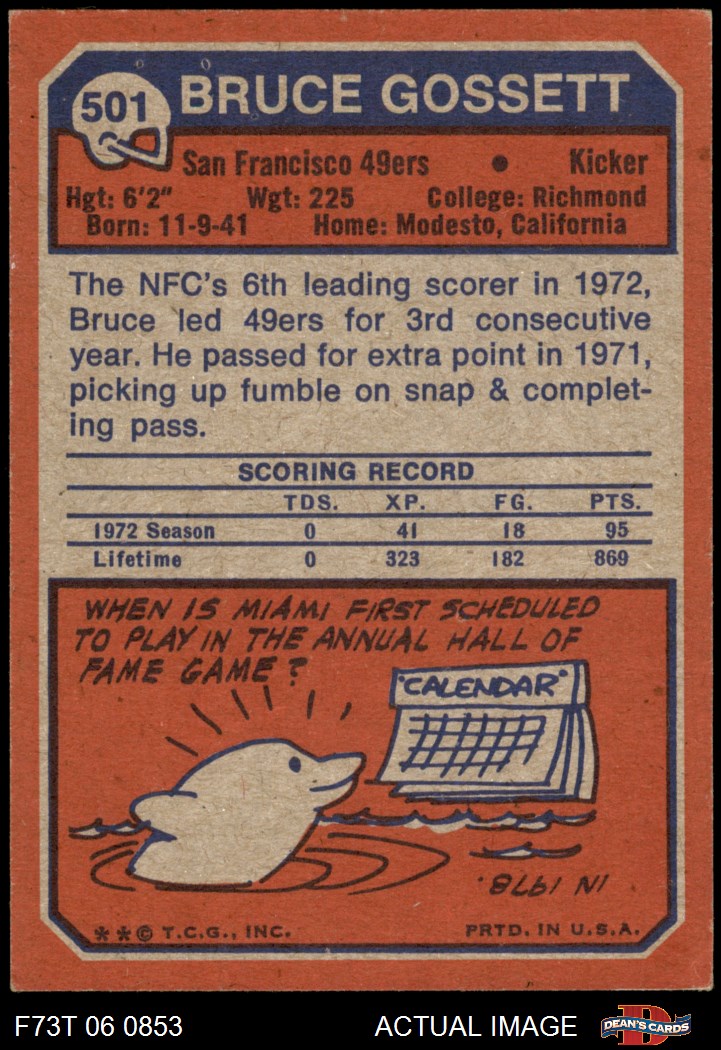 501
BRUCE GOSSETT
San Francisco 49ers • Kicker
Hgt: 6'2" Wgt: 225 College: Richmond
Born: 11-9-41 Home: Modesto, California
The NFC's 6th leading scorer in 1972,
Bruce led 49ers for 3rd consecutive
year. He passed for extra point in 1971,
picking up fumble on snap & complet-
ing pass.
SCORING RECORD
TDS. XP. FG. PTS.
1972 Season 0 41 18 95
Lifetime 0 323 182 869
WHEN IS MIAMI FIRST SCHEDULED
TO PLAY IN THE ANNUAL HALL OF
FAME GAME?
"CALENDAR"
IN 1978.
**© T.C.G., INC. PRTD. IN U.S.A.
F73T 06 0853 ACTUAL IMAGE
D
DEAN'S CARDS